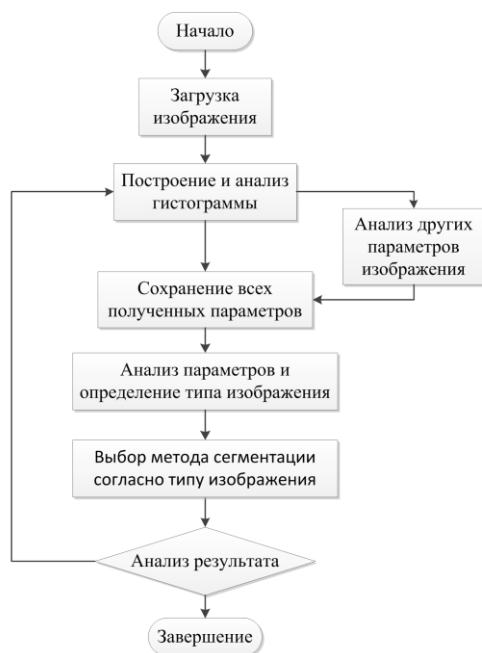 Начало
Загрузка
изображения
Построение и анализ
гистограммы
Анализ других
параметров
изображения
Сохранение всех
полученных параметров
Анализ параметров и
определение типа изображения
Выбор метода сегментации
согласно типу изображения
Анализ результата
Завершение